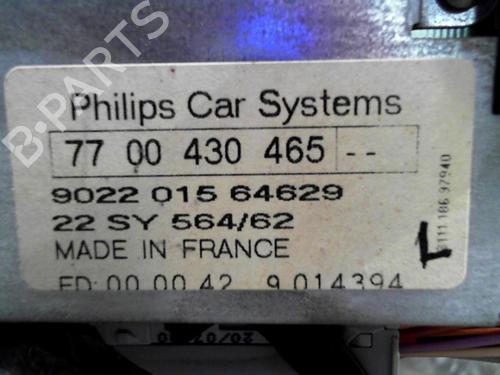 B-PARTS
Philips Car Systems
77 00 430 465 --
9022 015 64629
22 SY 564/62
MADE IN FRANCE
ED: 00 00 42 9 014394